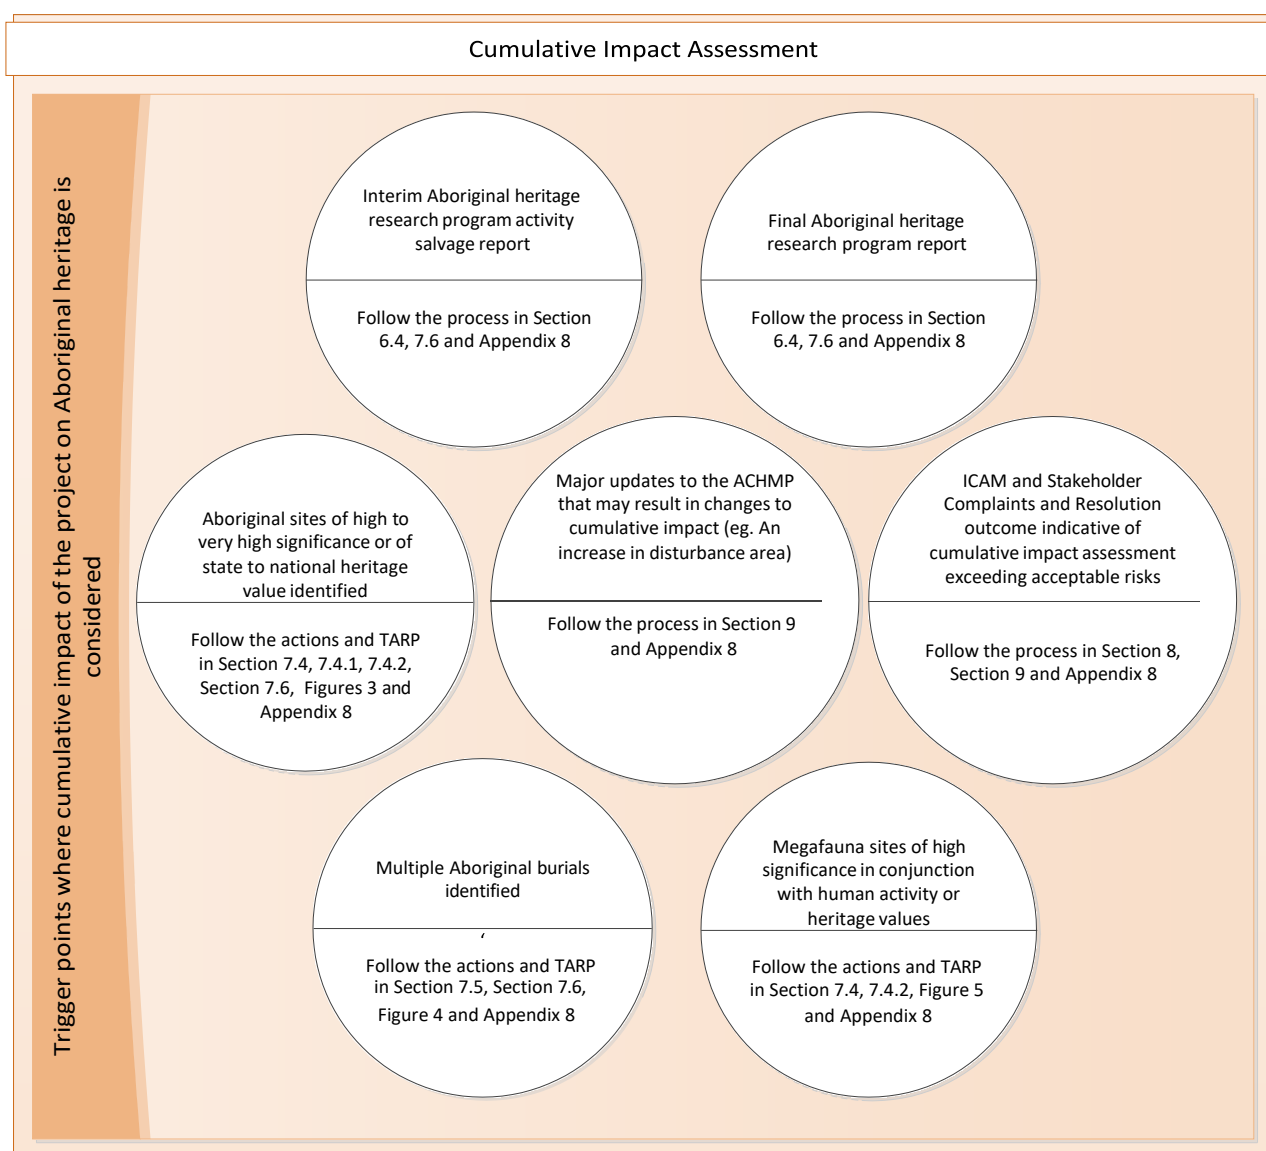 Cumulative Impact Assessment
Trigger points where cumulative impact of the project on Aboriginal heritage is
considered
Interim Aboriginal heritage
research program activity
salvage report
Follow the process in Section
6.4, 7.6 and Appendix 8
Final Aboriginal heritage
research program report
Follow the process in Section
6.4, 7.6 and Appendix 8
Aboriginal sites of high to
very high significance or of
state to national heritage
value identified
Follow the actions and TARP
in Section 7.4, 7.4.1, 7.4.2,
Section 7.6, Figures 3 and
Appendix 8
Major updates to the ACHMP
that may result in changes to
cumulative impact (eg. An
increase in disturbance area)
Follow the process in Section 9
and Appendix 8
ICAM and Stakeholder
Complaints and Resolution
outcome indicative of
cumulative impact assessment
exceeding acceptable risks
Follow the process in Section 8,
Section 9 and Appendix 8
Multiple Aboriginal burials
identified
‘
Follow the actions and TARP
in Section 7.5, Section 7.6,
Figure 4 and Appendix 8
Megafauna sites of high
significance in conjunction
with human activity or
heritage values
Follow the actions and TARP
in Section 7.4, 7.4.2, Figure 5
and Appendix 8